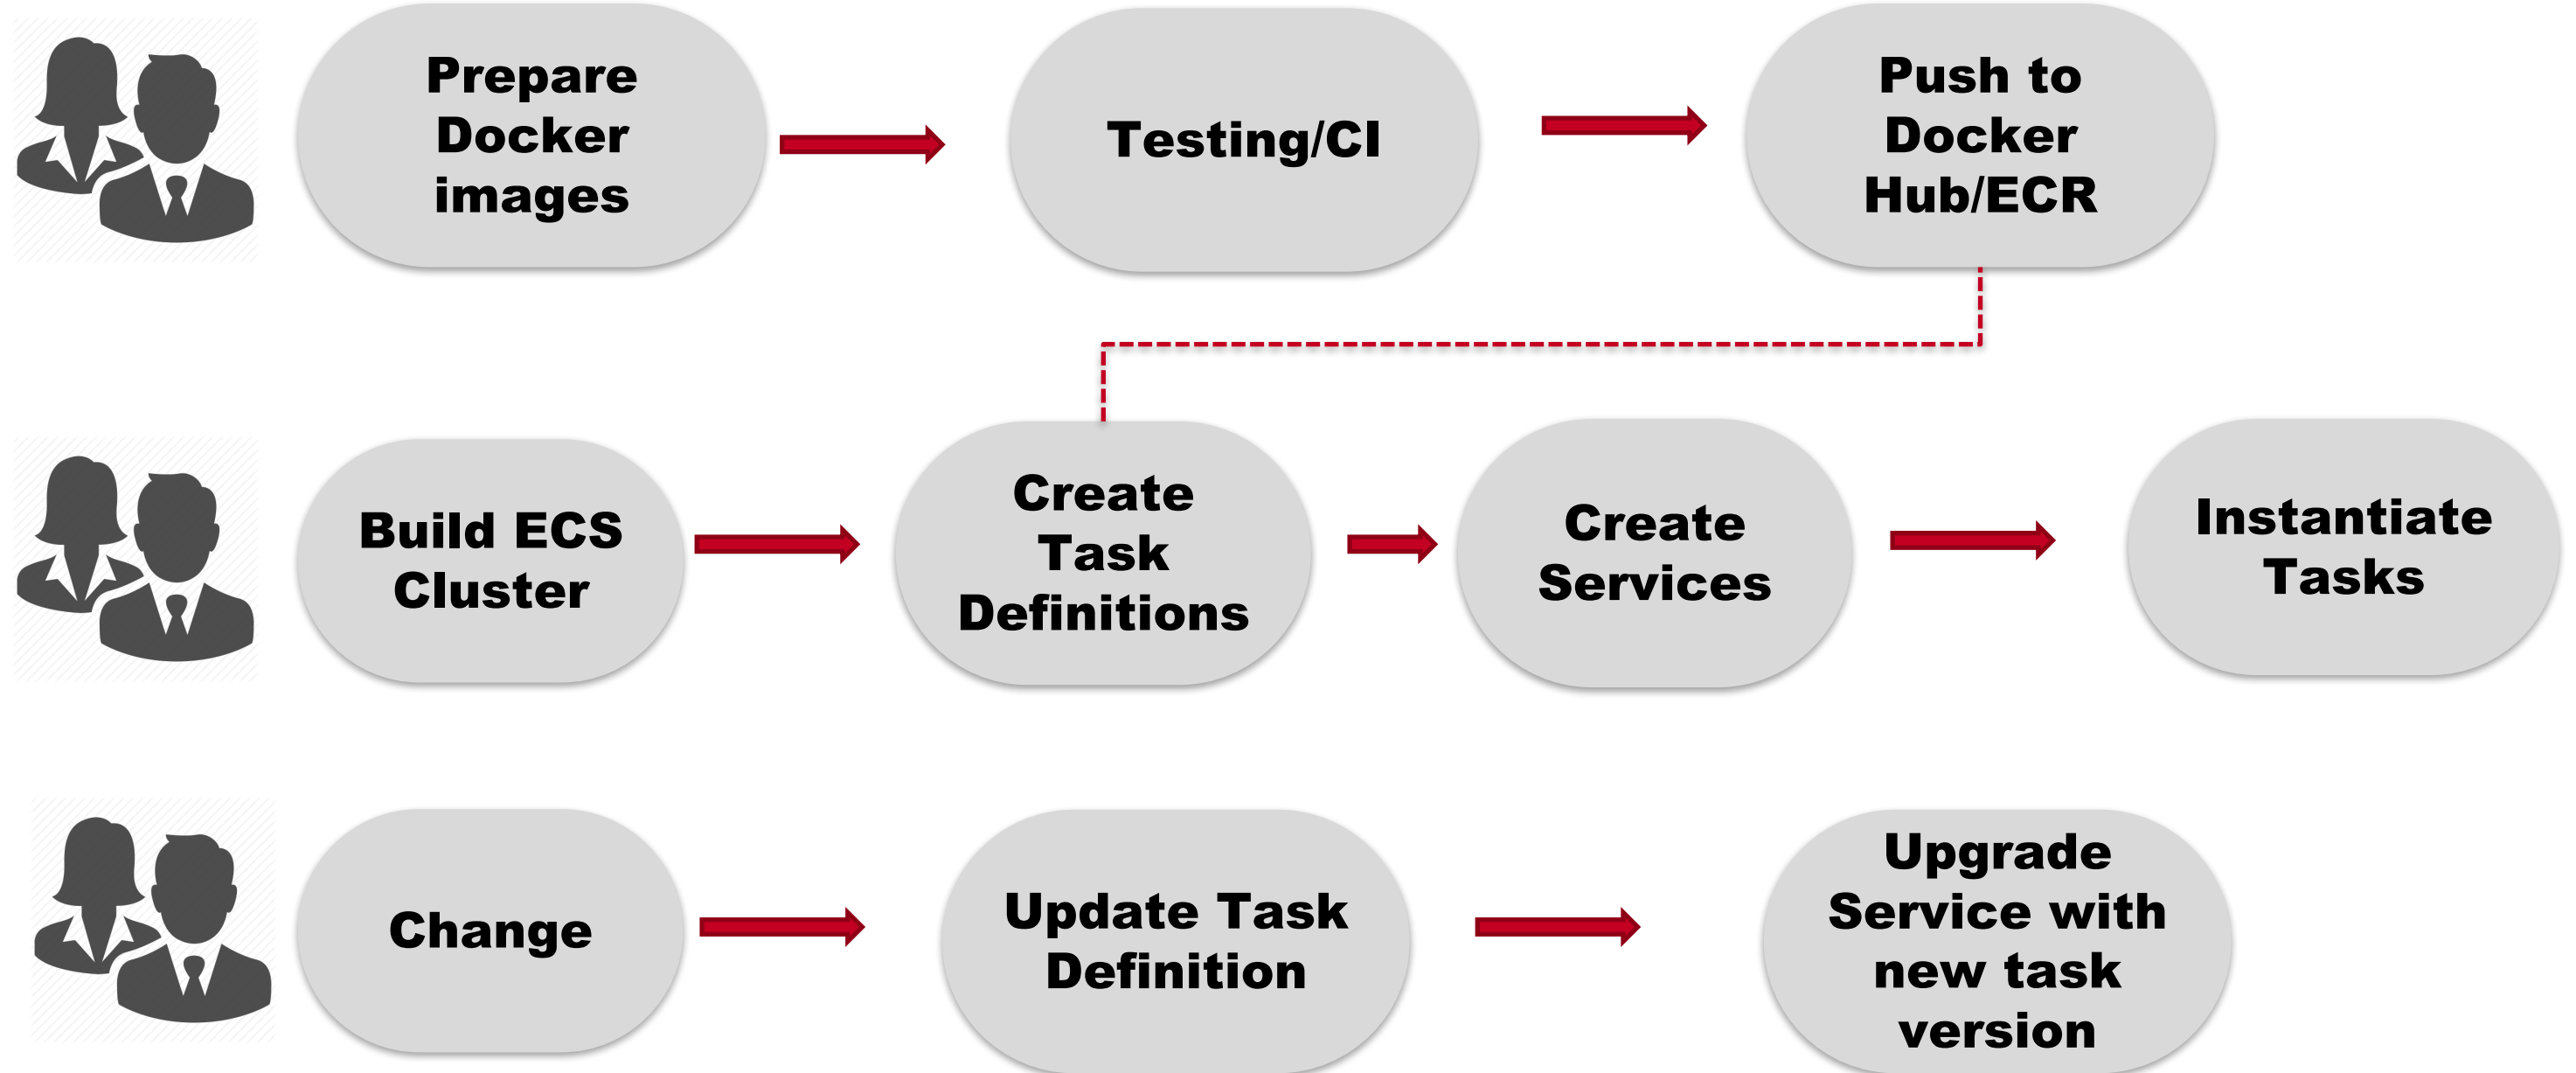 Prepare
Docker
images
Testing/CI
Push to
Docker
Hub/ECR
Build ECS
Cluster
Create
Task
Definitions
Create
Services
Instantiate
Tasks
Change
Update Task
Definition
Upgrade
Service with
new task
version